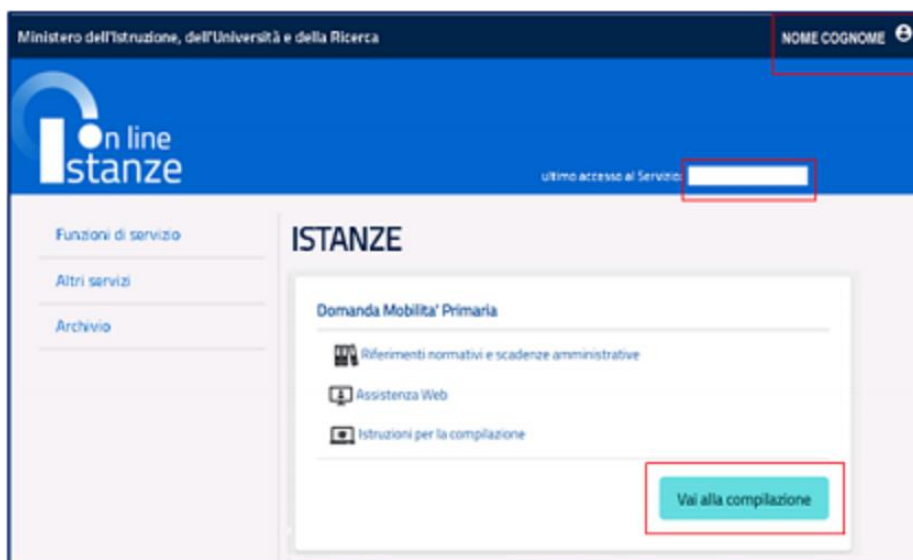 Ministero dell'Istruzione, dell'Università e della Ricerca
NOME COGNOME
On line
Istanze
ultimo accesso al Servizio:
Funzioni di servizio
Altri servizi
Archivio
ISTANZE
Domanda Mobilita' Primaria
Riferimenti normativi e scadenze amministrative
Assistenza Web
Istruzioni per la compilazione
Vai alla compilazione